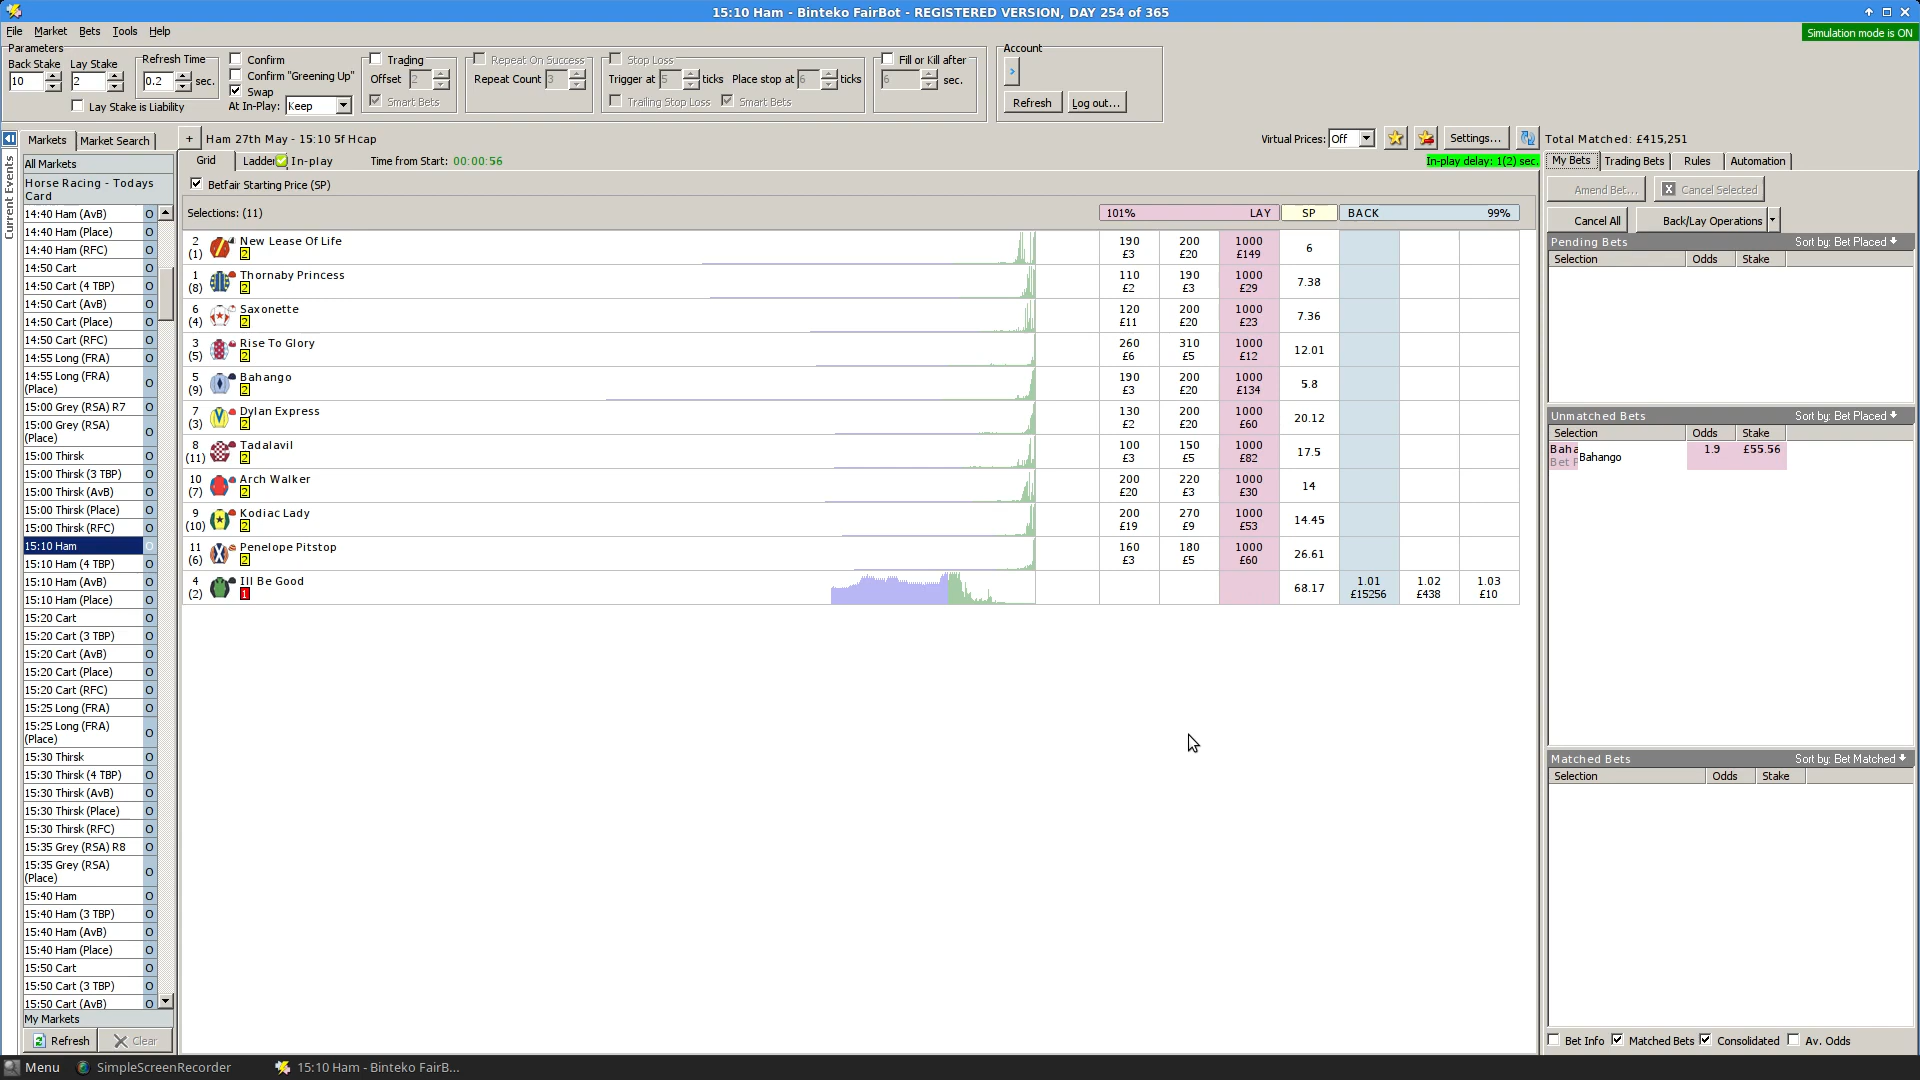 15:10 Ham - Binteko FairBot - REGISTERED VERSION, DAY 254 of 365
File Market Bets Tools Help
Simulation mode is ON
Parameters
Back Stake Lay Stake Refresh Time
10 2 0.2 sec.
Lay Stake is Liability
Confirm
Confirm "Greening Up"
Swap
At In-Play: Keep
Trading
Offset 2
Smart Bets
Repeat On Success
Repeat Count 3
Stop Loss
Trigger at 5 ticks Place stop at 6 ticks
Trailing Stop Loss Smart Bets
Fill or Kill after
6 sec.
Account
>
Refresh Log out...
Current Events
Markets Market Search
All Markets
Horse Racing - Todays
Card
14:40 Ham (AvB) O
14:40 Ham (Place) O
14:40 Ham (RFC) O
14:50 Cart O
14:50 Cart (4 TBP) O
14:50 Cart (AvB) O
14:50 Cart (Place) O
14:50 Cart (RFC) O
14:55 Long (FRA) O
14:55 Long (FRA)
(Place) O
15:00 Grey (RSA) R7 O
15:00 Grey (RSA)
(Place) O
15:00 Thirsk O
15:00 Thirsk (3 TBP) O
15:00 Thirsk (AvB) O
15:00 Thirsk (Place) O
15:00 Thirsk (RFC) O
15:10 Ham O
15:10 Ham (4 TBP) O
15:10 Ham (AvB) O
15:10 Ham (Place) O
15:20 Cart O
15:20 Cart (3 TBP) O
15:20 Cart (AvB) O
15:20 Cart (Place) O
15:20 Cart (RFC) O
15:25 Long (FRA) O
15:25 Long (FRA)
(Place) O
15:30 Thirsk O
15:30 Thirsk (4 TBP) O
15:30 Thirsk (AvB) O
15:30 Thirsk (Place) O
15:30 Thirsk (RFC) O
15:35 Grey (RSA) R8 O
15:35 Grey (RSA)
(Place) O
15:40 Ham O
15:40 Ham (3 TBP) O
15:40 Ham (AvB) O
15:40 Ham (Place) O
15:50 Cart O
15:50 Cart (3 TBP) O
15:50 Cart (AvB) O
My Markets
Refresh Clear
+ Ham 27th May - 15:10 5f Hcap
Virtual Prices: Off Settings...
Grid Ladder In-play Time from Start: 00:00:56
In-play delay: 1(2) sec.
Betfair Starting Price (SP)
Selections: (11) 101% LAY SP BACK 99%
2 New Lease Of Life 190 200 1000 6
(1) 2 £3 £20 £149
1 Thornaby Princess 110 190 1000 7.38
(8) 2 £2 £3 £29
6 Saxonette 120 200 1000 7.36
(4) 2 £11 £20 £23
3 Rise To Glory 260 310 1000 12.01
(5) 2 £6 £5 £12
5 Bahango 190 200 1000 5.8
(9) 2 £3 £20 £134
7 Dylan Express 130 200 1000 20.12
(3) 2 £2 £20 £60
8 Tadalavil 100 150 1000 17.5
(11) 2 £3 £5 £82
10 Arch Walker 200 220 1000 14
(7) 2 £20 £3 £30
9 Kodiac Lady 200 270 1000 14.45
(10) 2 £19 £9 £53
11 Penelope Pitstop 160 180 1000 26.61
(6) 2 £3 £5 £60
4 Ill Be Good 68.17 1.01 1.02 1.03
(2) 1 £15256 £438 £10
Total Matched: £415,251
My Bets Trading Bets Rules Automation
Amend Bet... Cancel Selected
Cancel All Back/Lay Operations
Pending Bets Sort by: Bet Placed
Selection Odds Stake
Unmatched Bets Sort by: Bet Placed
Selection Odds Stake
Baha Bahango 1.9 £55.56
Matched Bets Sort by: Bet Matched
Selection Odds Stake
Bet Info Matched Bets Consolidated Av. Odds
Menu SimpleScreenRecorder 15:10 Ham - Binteko FairB...